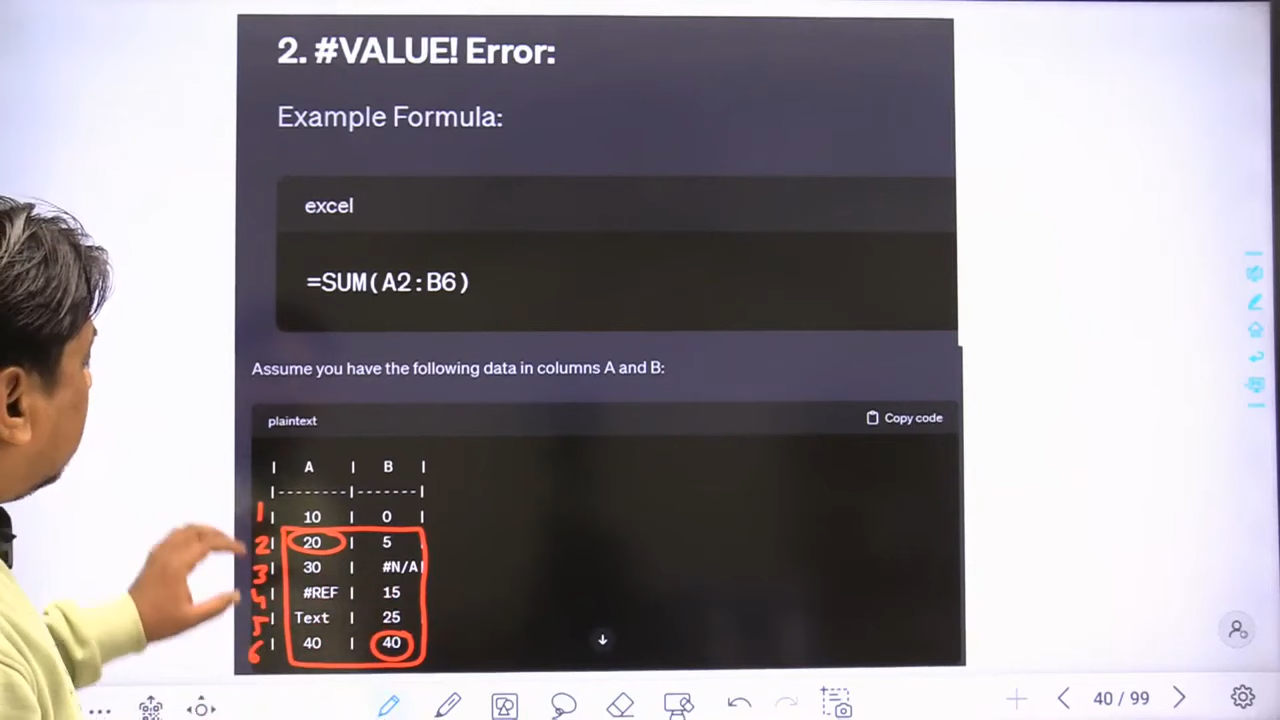 2. #VALUE! Error:
Example Formula:
excel
=SUM(A2:B6)
Assume you have the following data in columns A and B:
plaintext Copy code
| A | B |
|--------|-------|
1 | 10 | 0 |
2 | 20 | 5
3 | 30 | #N/A|
| #REF | 15
| Text | 25
6 | 40 | 40
40 / 99